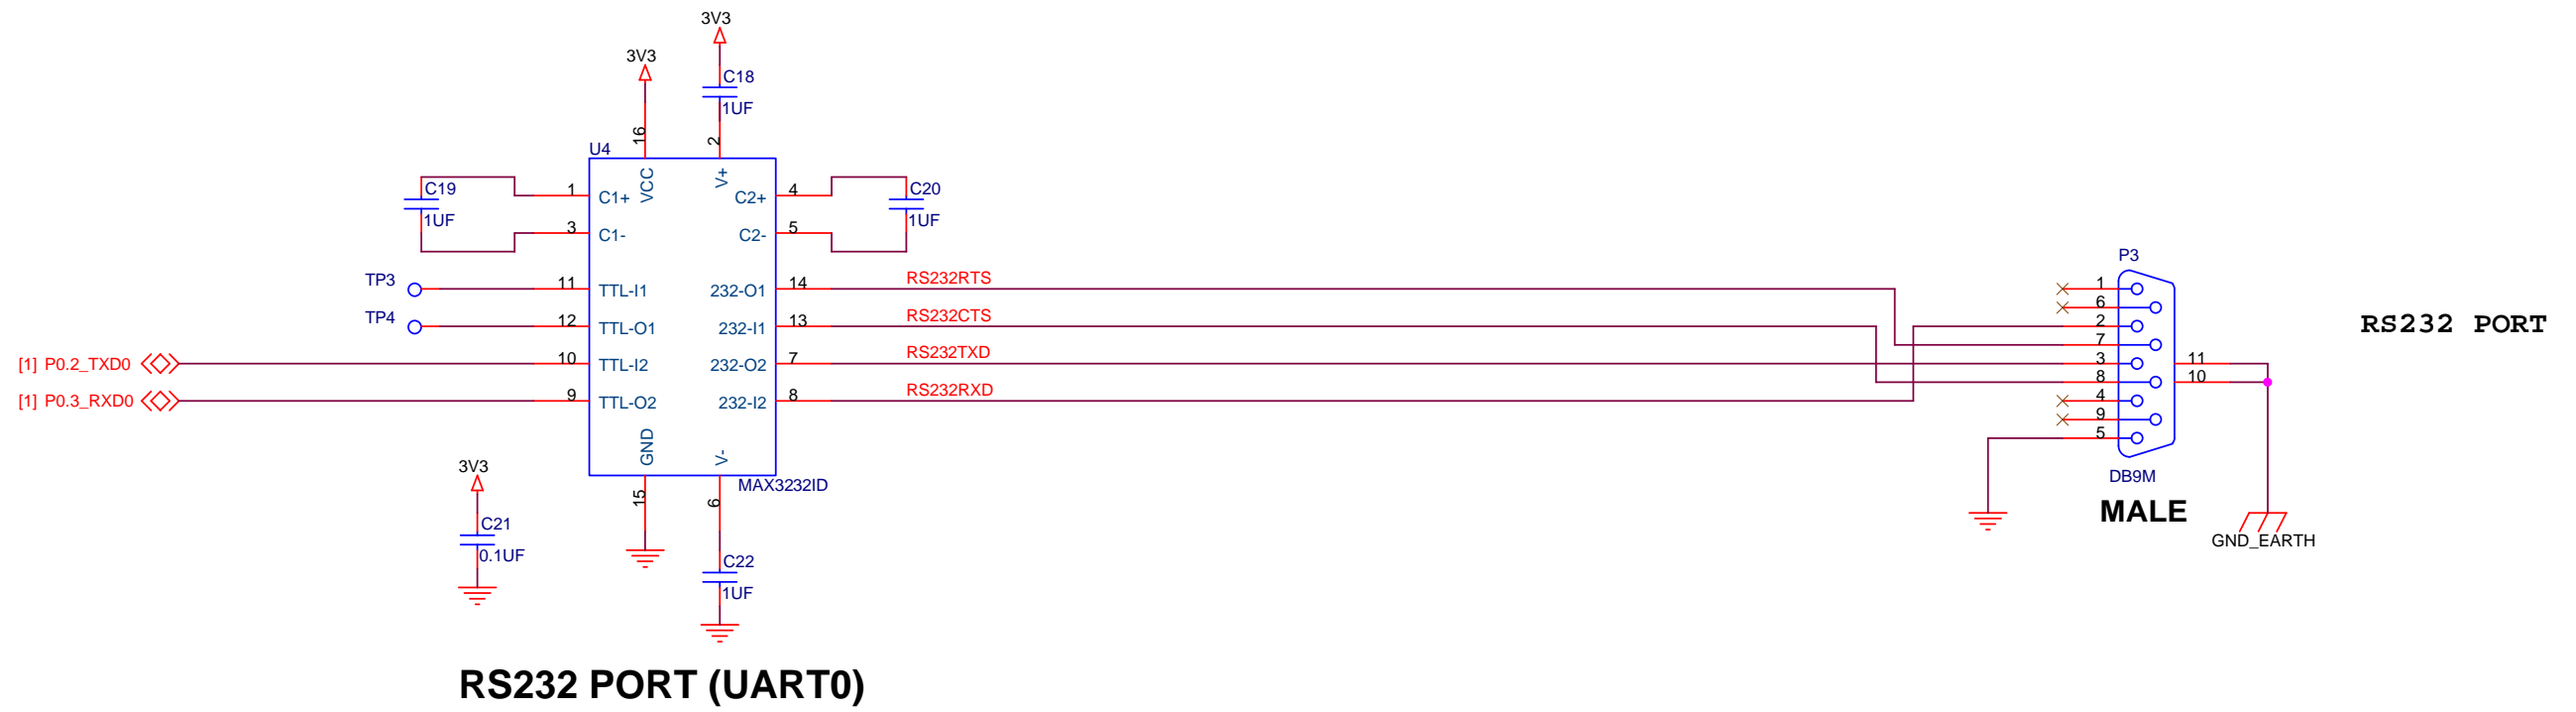 3V3
3V3
C18
1UF
16
2
U4
VCC
V+
C19
1UF
1
C1+
3
C1-
4
C2+
5
C2-
C20
1UF
TP3
11
TTL-I1
232-O1
14
RS232RTS
TP4
12
TTL-O1
232-I1
13
RS232CTS
[1] P0.2_TXD0
10
TTL-I2
232-O2
7
RS232TXD
[1] P0.3_RXD0
9
TTL-O2
232-I2
8
RS232RXD
GND
V-
15
6
MAX3232ID
3V3
C21
0.1UF
C22
1UF
P3
1
6
2
7
3
8
4
9
5
11
10
DB9M
MALE
GND_EARTH
RS232 PORT
RS232 PORT (UART0)